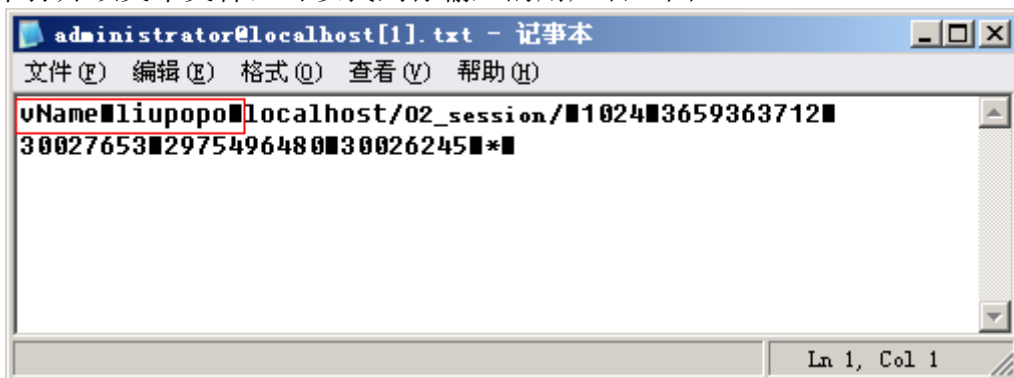 administrator@localhost[1].txt - 记事本
文件(F) 编辑(E) 格式(O) 查看(V) 帮助(H)
vName■liupopo■localhost/02_session/■1024■3659363712■
30027653■2975496480■30026245■*■
Ln 1, Col 1